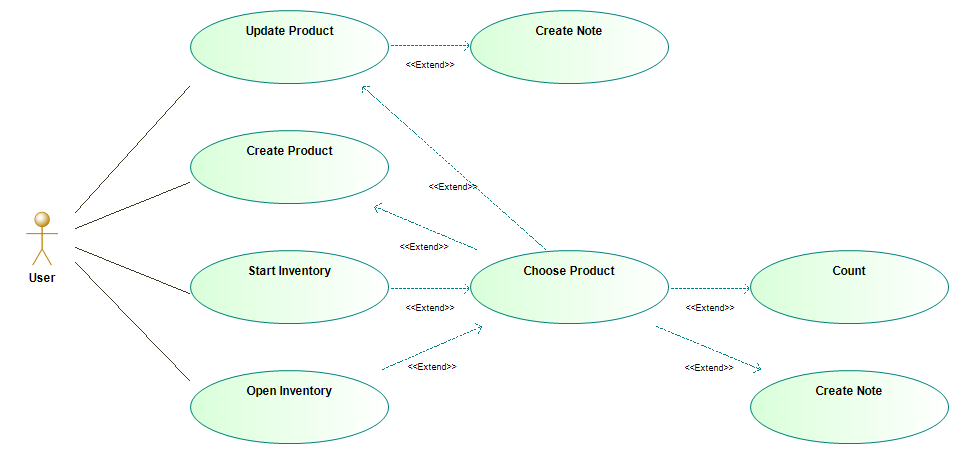 Update Product
Create Note
<<Extend>>
Create Product
<<Extend>>
<<Extend>>
User
Start Inventory
Choose Product
Count
<<Extend>>
<<Extend>>
Open Inventory
<<Extend>>
<<Extend>>
Create Note